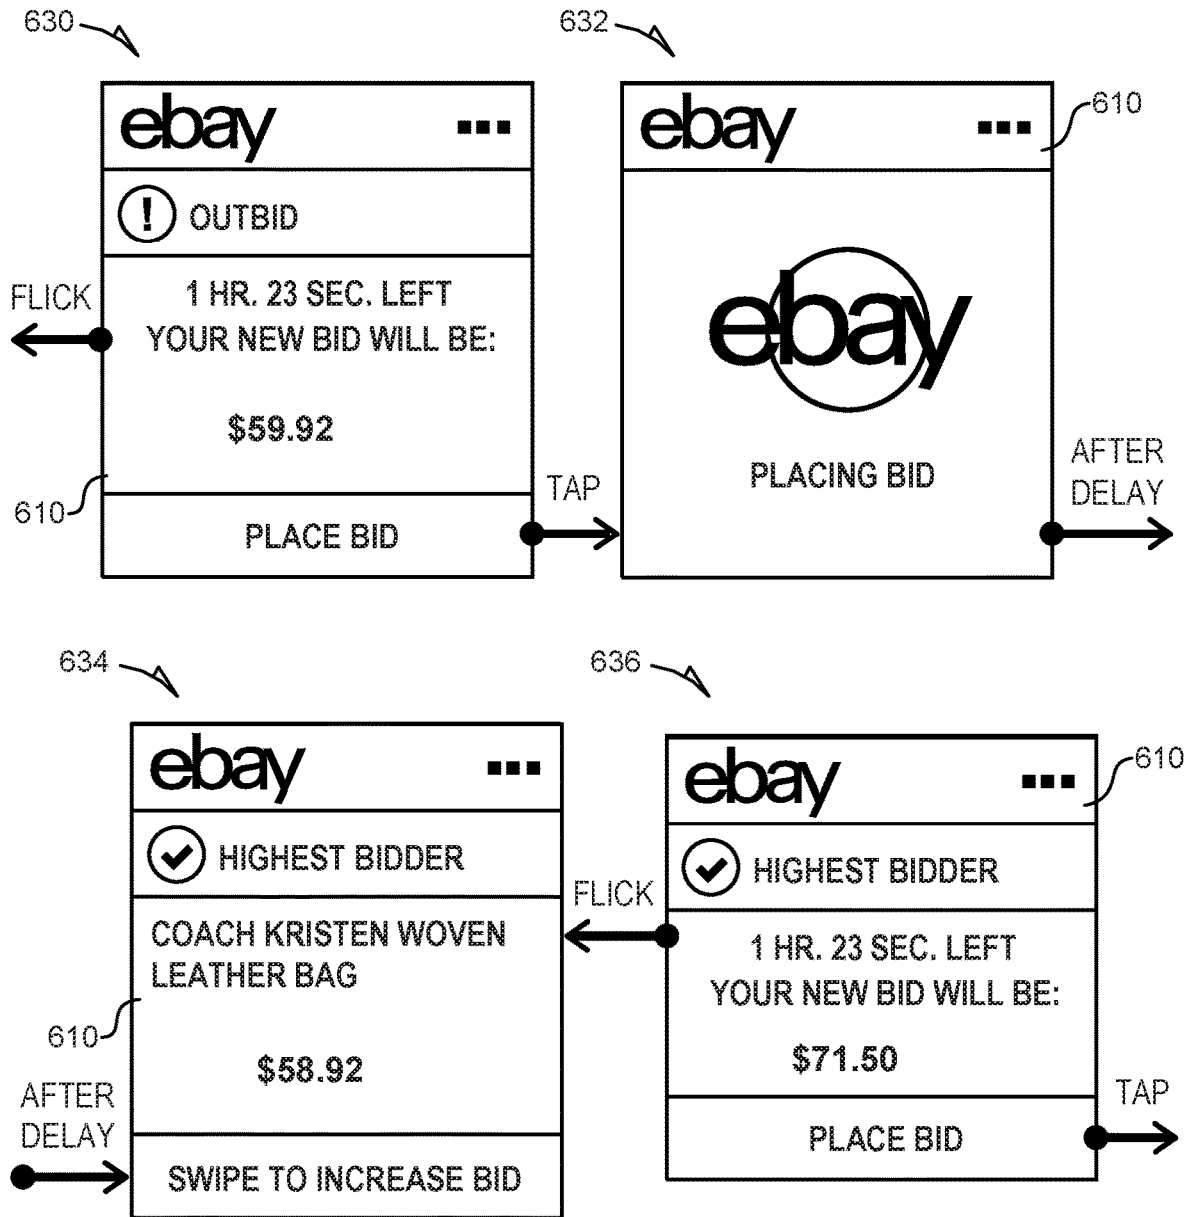 630
632
ebay
ebay
610
OUTBID
FLICK
1 HR. 23 SEC. LEFT
YOUR NEW BID WILL BE:
$59.92
610
PLACE BID
TAP
ebay
PLACING BID
AFTER
DELAY
634
636
ebay
HIGHEST BIDDER
COACH KRISTEN WOVEN
LEATHER BAG
610
$58.92
AFTER
DELAY
SWIPE TO INCREASE BID
FLICK
ebay
610
HIGHEST BIDDER
1 HR. 23 SEC. LEFT
YOUR NEW BID WILL BE:
$71.50
PLACE BID
TAP